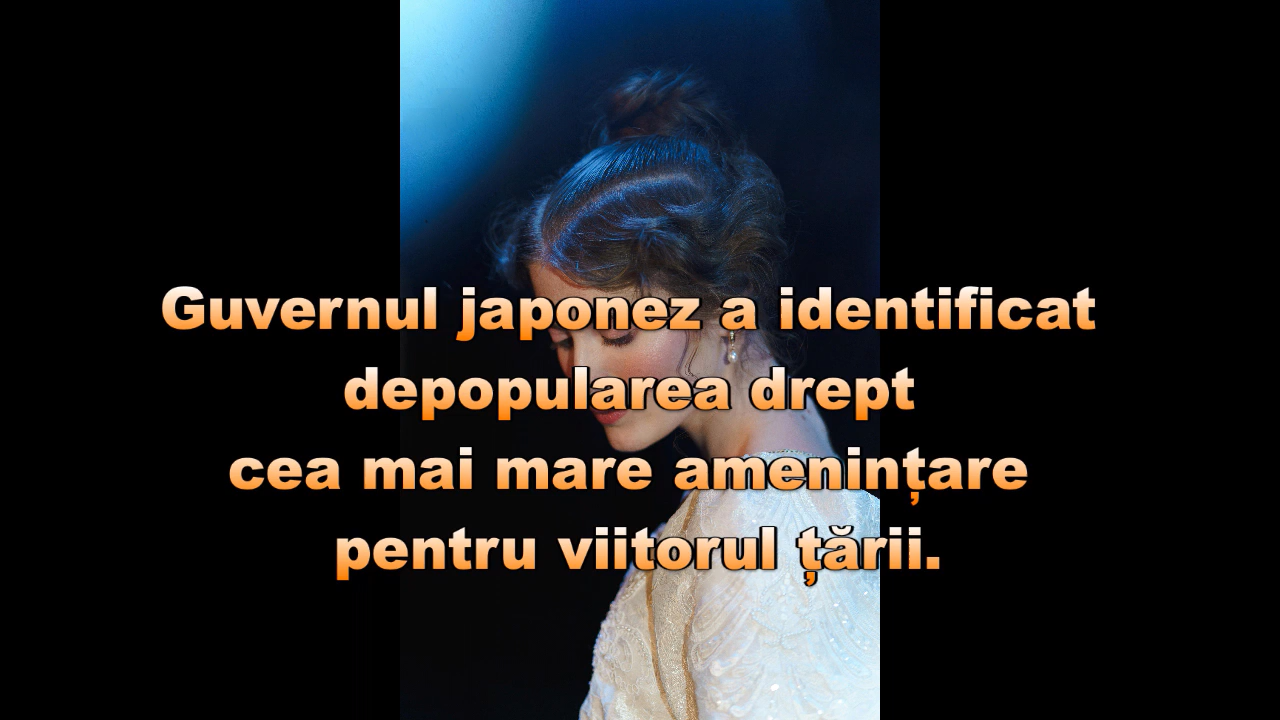 Guvernul japonez a identificat
depopularea drept
cea mai mare amenințare
pentru viitorul țării.